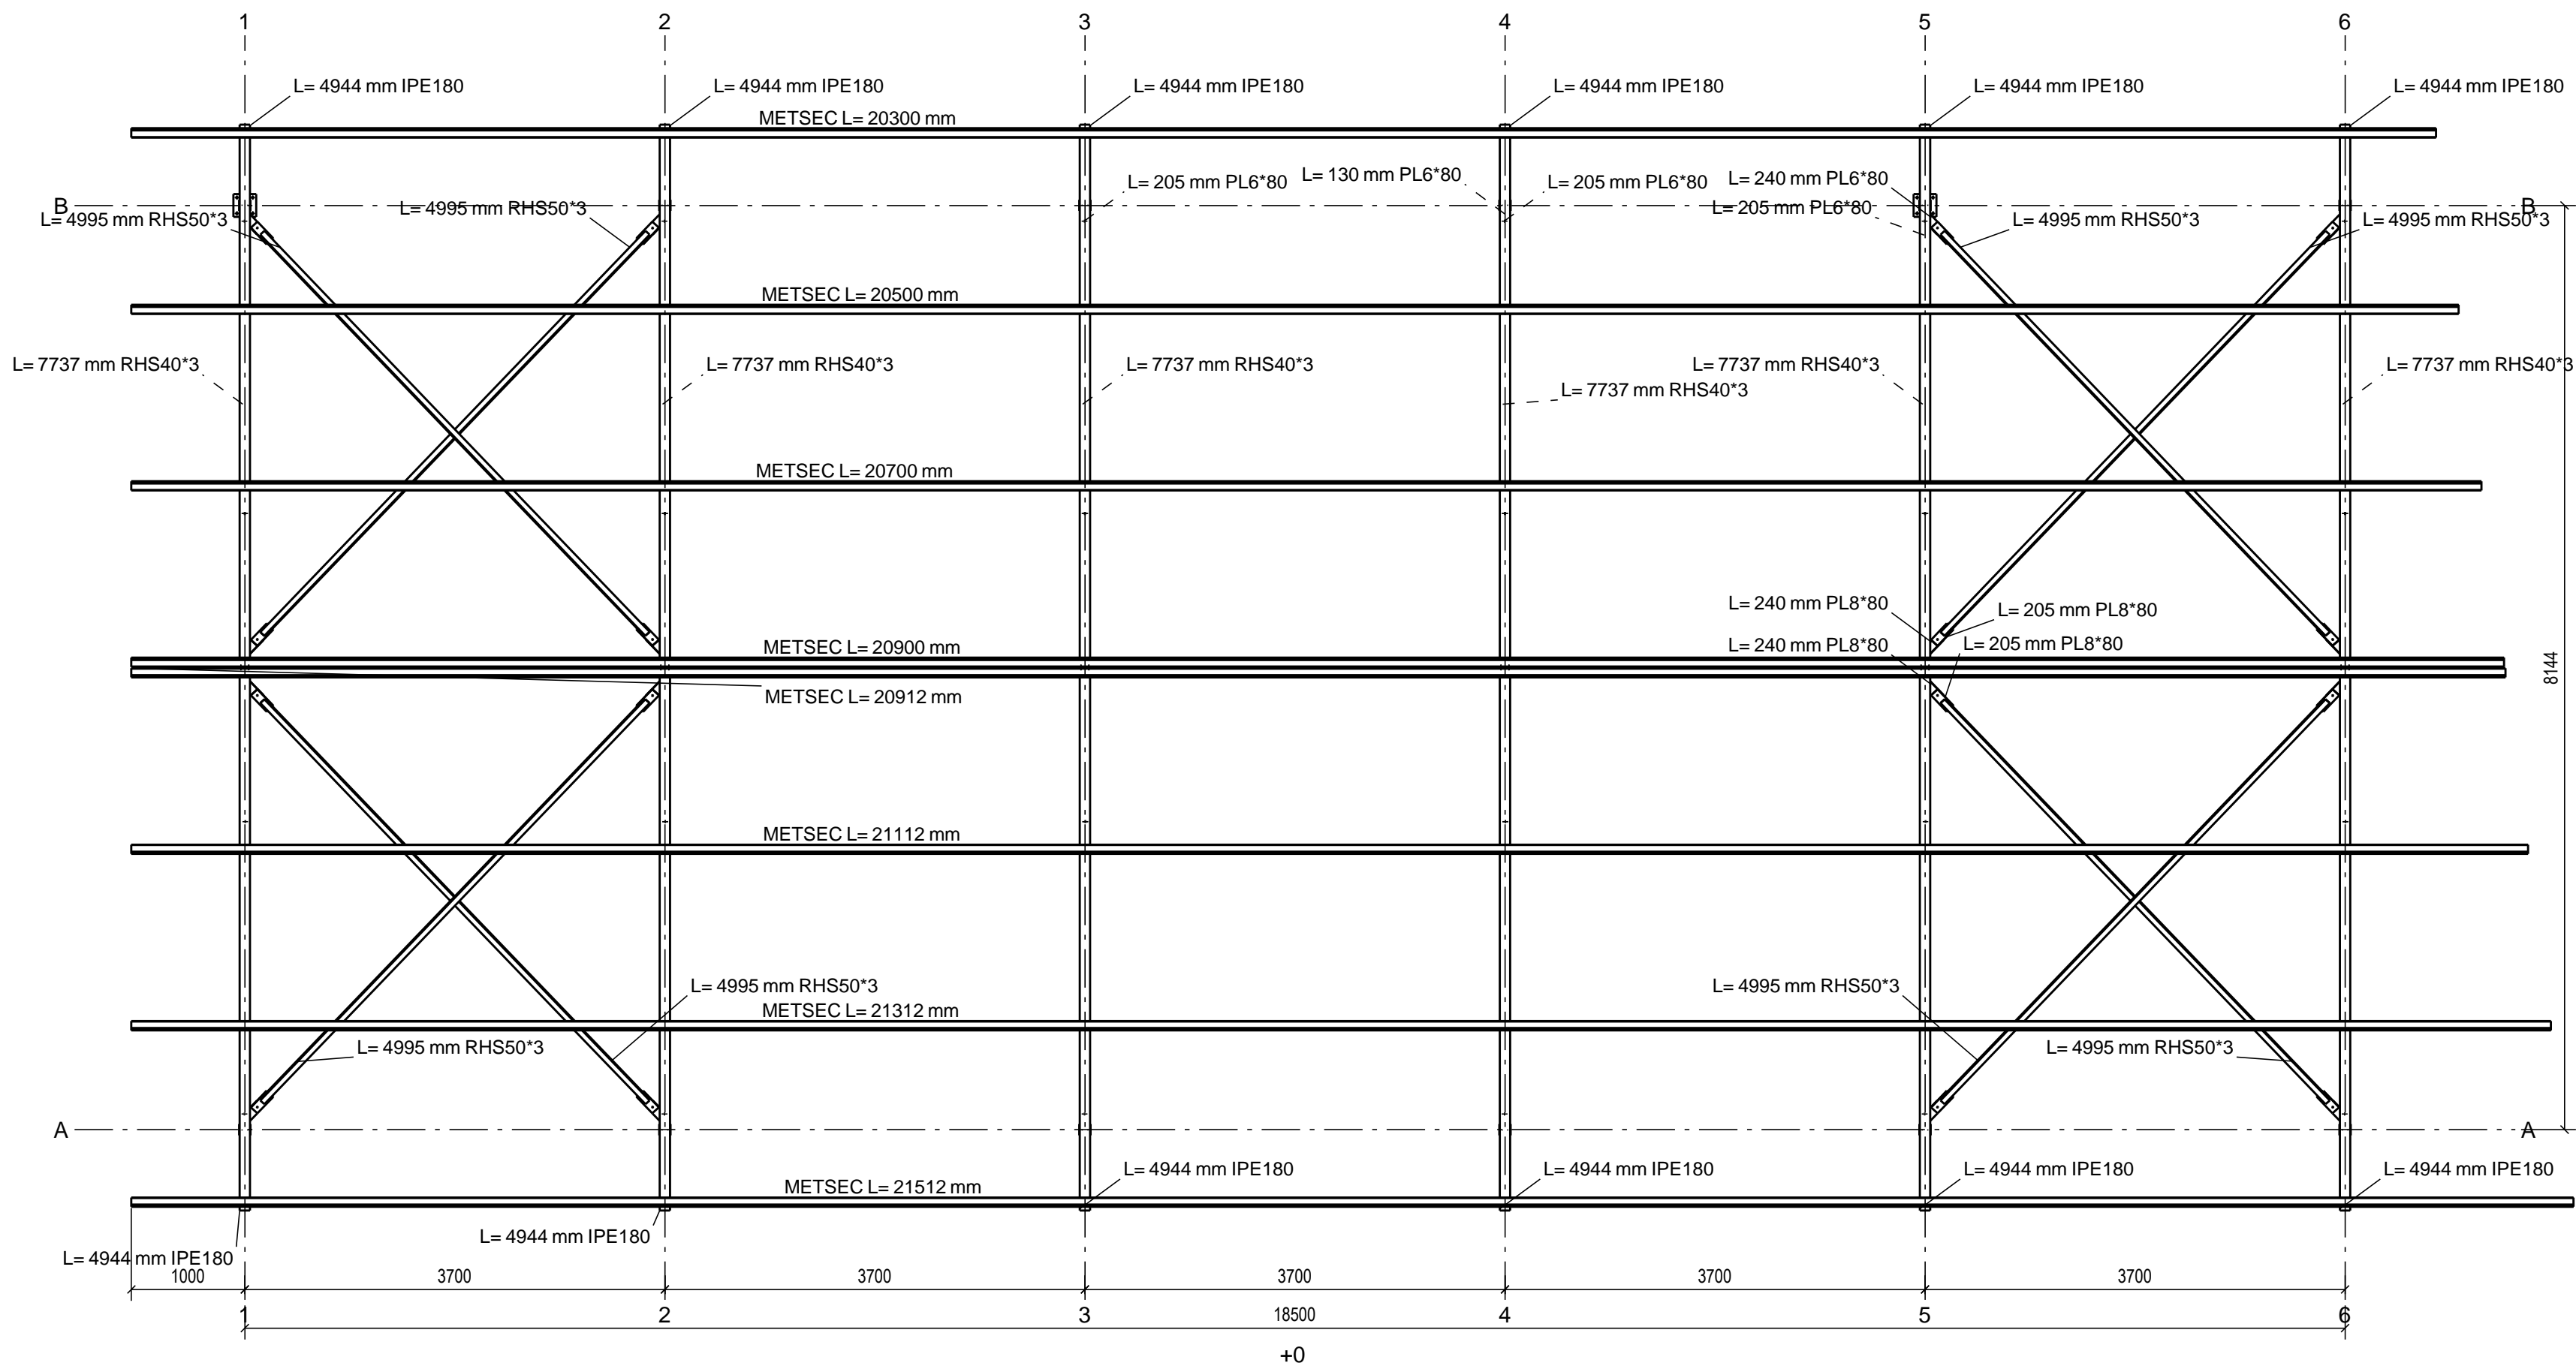 1 2 3 4 5 6
L= 4944 mm IPE180 L= 4944 mm IPE180 L= 4944 mm IPE180 L= 4944 mm IPE180 L= 4944 mm IPE180 L= 4944 mm IPE180
METSEC L= 20300 mm
L= 205 mm PL6*80 L= 130 mm PL6*80 L= 205 mm PL6*80 L= 240 mm PL6*80
B L= 4995 mm RHS50*3 L= 205 mm PL6*80 B
L= 4995 mm RHS50*3 L= 4995 mm RHS50*3 L= 4995 mm RHS50*3
METSEC L= 20500 mm
L= 7737 mm RHS40*3 L= 7737 mm RHS40*3 L= 7737 mm RHS40*3 L= 7737 mm RHS40*3 L= 7737 mm RHS40*3
L= 7737 mm RHS40*3
METSEC L= 20700 mm
L= 240 mm PL8*80 L= 205 mm PL8*80
METSEC L= 20900 mm L= 240 mm PL8*80 L= 205 mm PL8*80
8144
METSEC L= 20912 mm
METSEC L= 21112 mm
L= 4995 mm RHS50*3 L= 4995 mm RHS50*3
METSEC L= 21312 mm
L= 4995 mm RHS50*3 L= 4995 mm RHS50*3
A A
L= 4944 mm IPE180 L= 4944 mm IPE180 L= 4944 mm IPE180 L= 4944 mm IPE180
METSEC L= 21512 mm
L= 4944 mm IPE180
L= 4944 mm IPE180
1000 3700 3700 3700 3700 3700
1 2 3 18500 4 5 6
+0